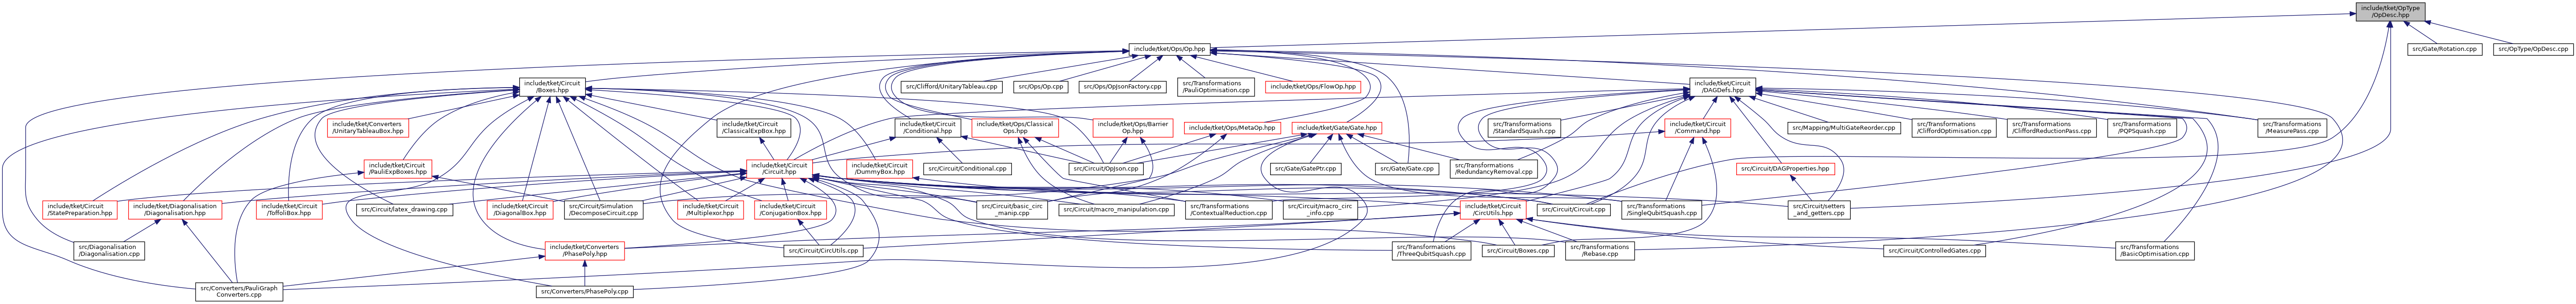 include/tket/OpType
/OpDesc.hpp
include/tket/Ops/Op.hpp
src/Gate/Rotation.cpp
src/OpType/OpDesc.cpp
include/tket/Circuit
/Boxes.hpp
src/Clifford/UnitaryTableau.cpp
src/Ops/Op.cpp
src/Ops/OpJsonFactory.cpp
src/Transformations
/PauliOptimisation.cpp
include/tket/Ops/FlowOp.hpp
include/tket/Circuit
/DAGDefs.hpp
include/tket/Converters
/UnitaryTableauBox.hpp
include/tket/Circuit
/ClassicalExpBox.hpp
include/tket/Circuit
/Conditional.hpp
include/tket/Ops/Classical
Ops.hpp
include/tket/Ops/Barrier
Op.hpp
include/tket/Ops/MetaOp.hpp
include/tket/Gate/Gate.hpp
src/Transformations
/StandardSquash.cpp
include/tket/Circuit
/Command.hpp
src/Mapping/MultiGateReorder.cpp
src/Transformations
/CliffordOptimisation.cpp
src/Transformations
/CliffordReductionPass.cpp
src/Transformations
/PQPSquash.cpp
src/Transformations
/MeasurePass.cpp
include/tket/Circuit
/PauliExpBoxes.hpp
include/tket/Circuit
/Circuit.hpp
include/tket/Circuit
/DummyBox.hpp
src/Circuit/Conditional.cpp
src/Circuit/OpJson.cpp
src/Gate/GatePtr.cpp
src/Gate/Gate.cpp
src/Transformations
/RedundancyRemoval.cpp
src/Circuit/DAGProperties.hpp
include/tket/Circuit
/StatePreparation.hpp
include/tket/Diagonalisation
/Diagonalisation.hpp
include/tket/Circuit
/ToffoliBox.hpp
src/Circuit/latex_drawing.cpp
include/tket/Circuit
/DiagonalBox.hpp
src/Circuit/Simulation
/DecomposeCircuit.cpp
include/tket/Circuit
/Multiplexor.hpp
include/tket/Circuit
/ConjugationBox.hpp
src/Circuit/basic_circ
_manip.cpp
src/Circuit/macro_manipulation.cpp
src/Transformations
/ContextualReduction.cpp
src/Circuit/macro_circ
_info.cpp
include/tket/Circuit
/CircUtils.hpp
src/Circuit/Circuit.cpp
src/Transformations
/SingleQubitSquash.cpp
src/Circuit/setters
_and_getters.cpp
src/Diagonalisation
/Diagonalisation.cpp
include/tket/Converters
/PhasePoly.hpp
src/Circuit/CircUtils.cpp
src/Transformations
/ThreeQubitSquash.cpp
src/Circuit/Boxes.cpp
src/Transformations
/Rebase.cpp
src/Circuit/ControlledGates.cpp
src/Transformations
/BasicOptimisation.cpp
src/Converters/PauliGraph
Converters.cpp
src/Converters/PhasePoly.cpp